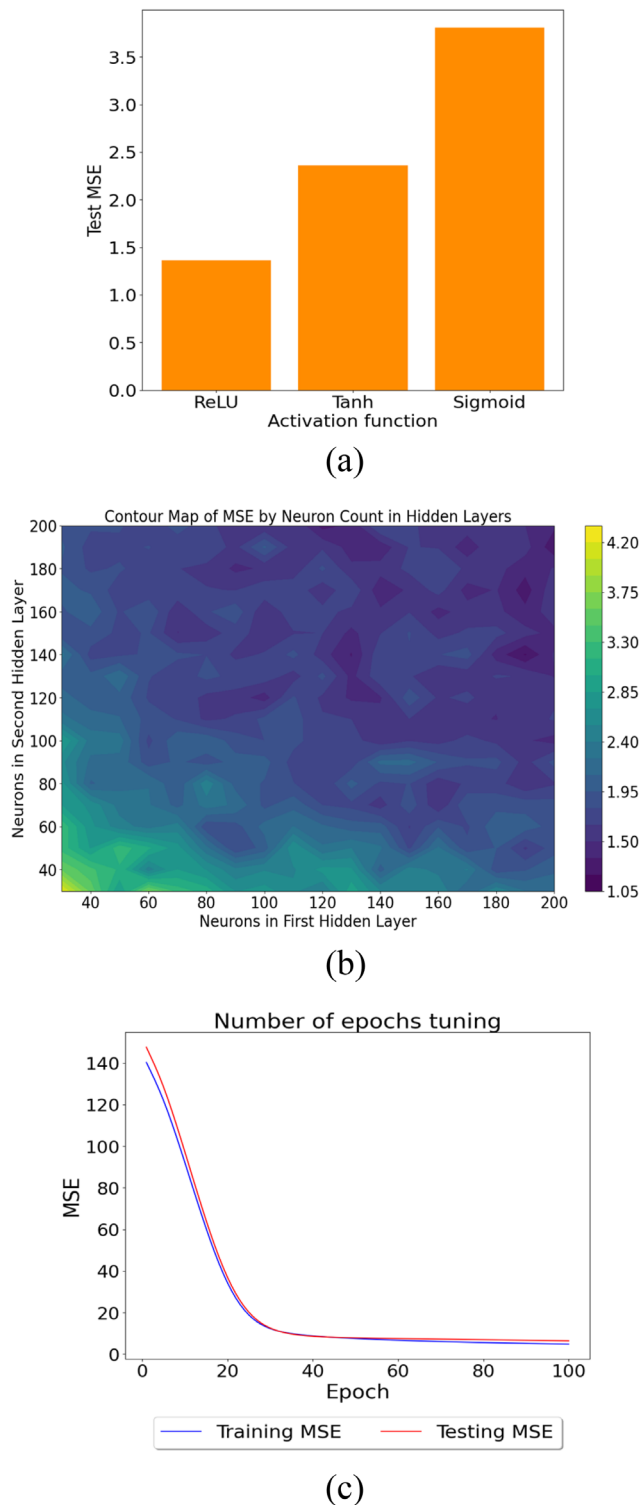 3.5
3.0
2.5
2.0
1.5
1.0
0.5
0.0
Test MSE
ReLU Tanh Sigmoid
Activation function
(a)
Contour Map of MSE by Neuron Count in Hidden Layers
200
180
160
140
120
100
80
60
40
Neurons in Second Hidden Layer
40 60 80 100 120 140 160 180 200
Neurons in First Hidden Layer
4.20
3.75
3.30
2.85
2.40
1.95
1.50
1.05
(b)
Number of epochs tuning
140
120
100
80
60
40
20
0
MSE
0 20 40 60 80 100
Epoch
Training MSE Testing MSE
(c)